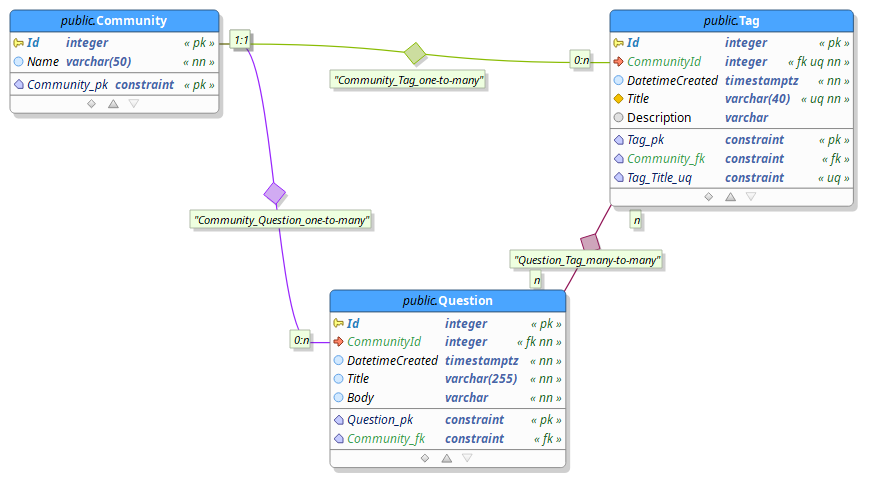 public.Community
Id integer « pk »
Name varchar(50) « nn »
Community_pk constraint « pk »
1:1
"Community_Tag_one-to-many"
0:n
public.Tag
Id integer « pk »
CommunityId integer « fk uq nn »
DatetimeCreated timestamptz « nn »
Title varchar(40) « uq nn »
Description varchar
Tag_pk constraint « pk »
Community_fk constraint « fk »
Tag_Title_uq constraint « uq »
"Community_Question_one-to-many"
n
"Question_Tag_many-to-many"
n
0:n
public.Question
Id integer « pk »
CommunityId integer « fk nn »
DatetimeCreated timestamptz « nn »
Title varchar(255) « nn »
Body varchar « nn »
Question_pk constraint « pk »
Community_fk constraint « fk »